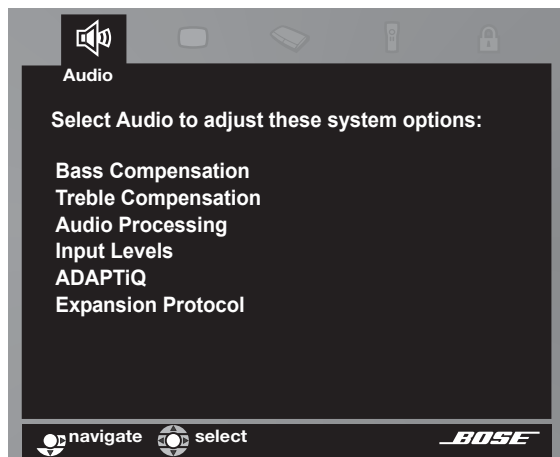 Audio
Select Audio to adjust these system options:
Bass Compensation
Treble Compensation
Audio Processing
Input Levels
ADAPTiQ
Expansion Protocol
navigate select BOSE